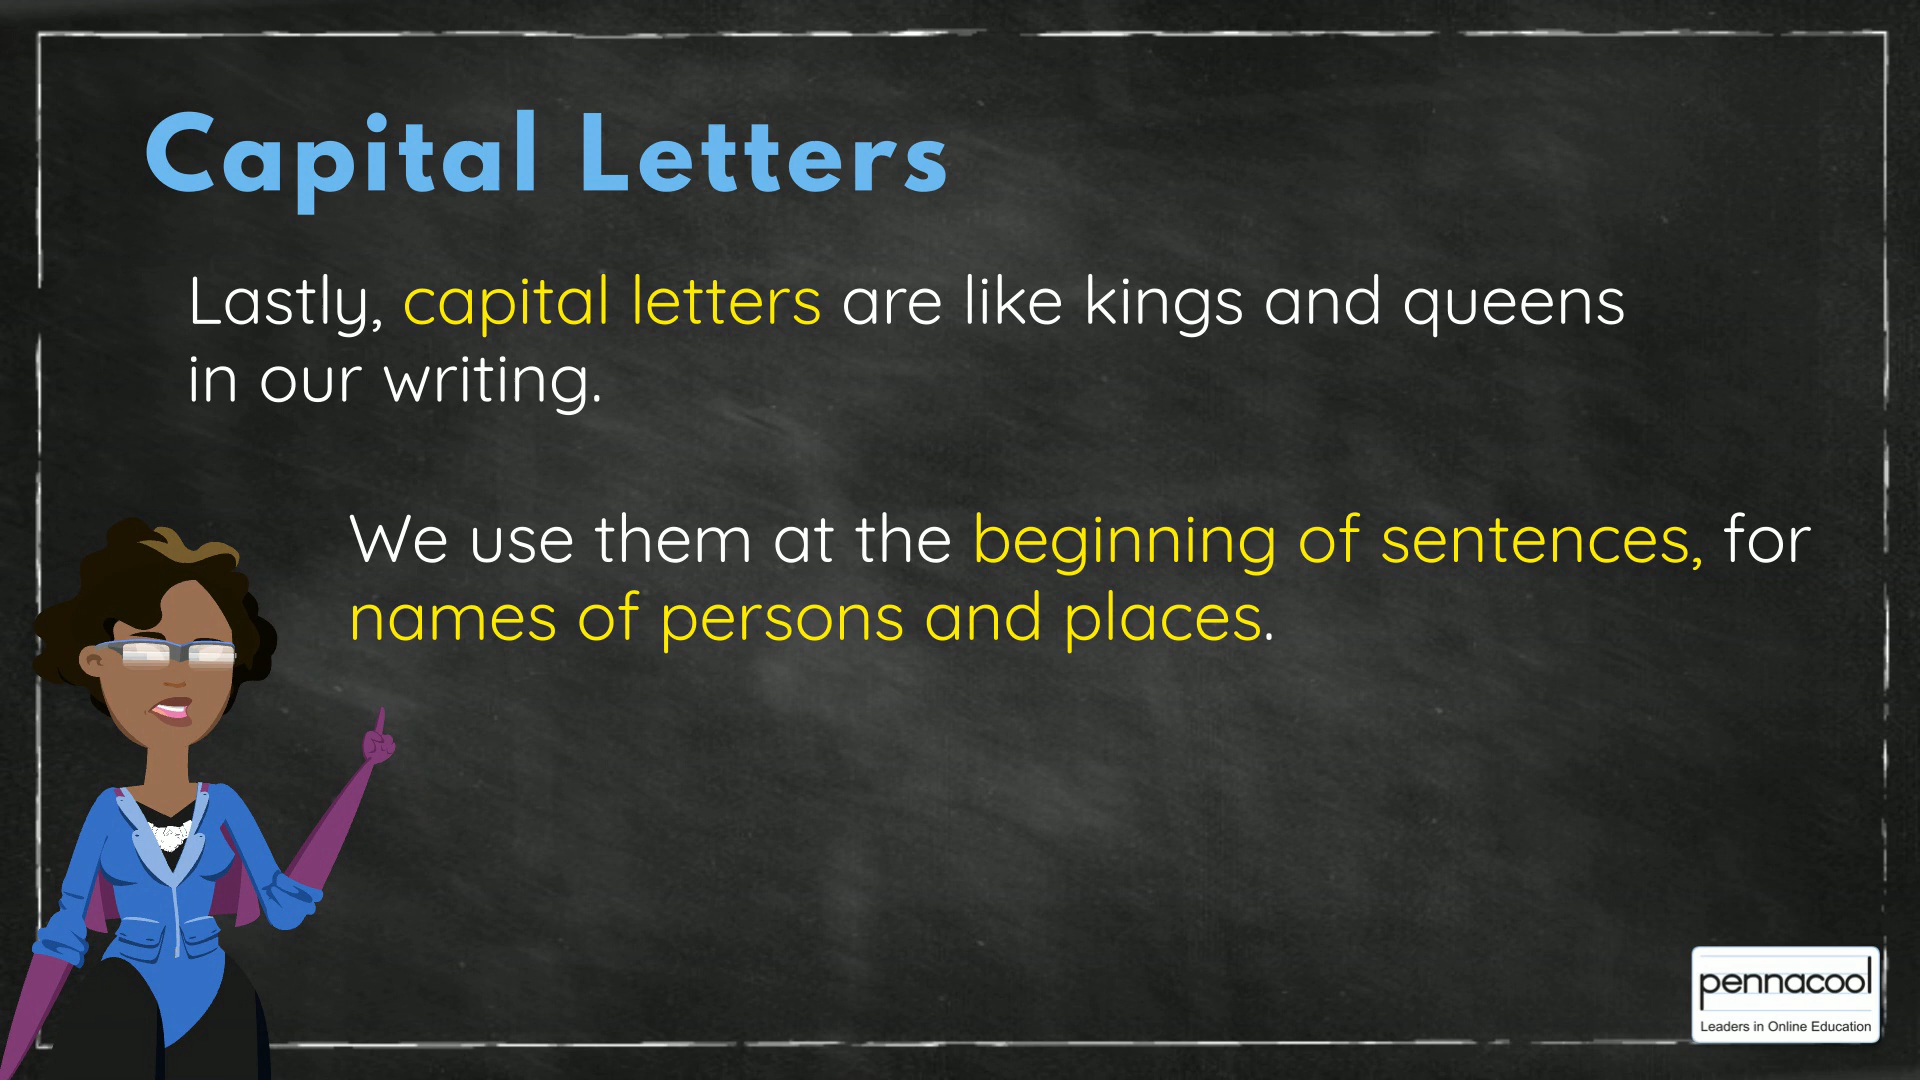 Capital Letters
Lastly, capital letters are like kings and queens
in our writing.
We use them at the beginning of sentences, for
names of persons and places.
pennacool
Leaders in Online Education